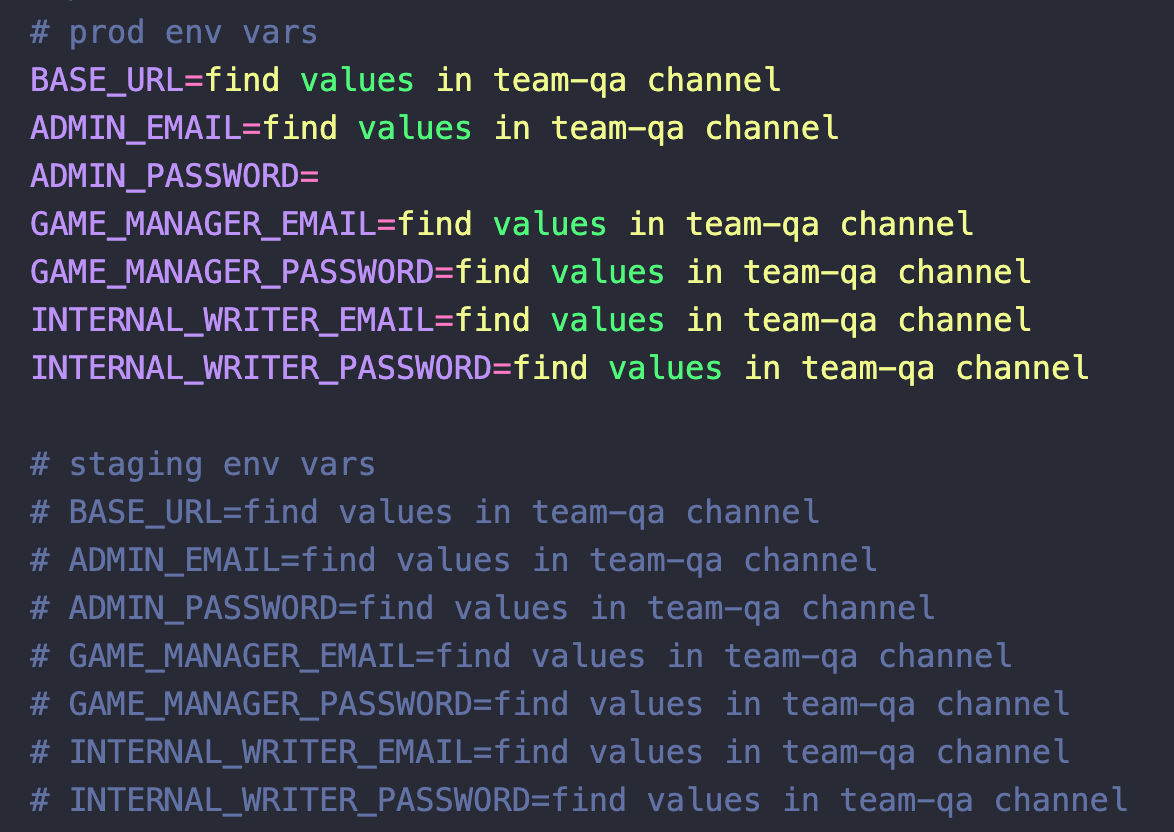 # prod env vars
BASE_URL=find values in team-qa channel
ADMIN_EMAIL=find values in team-qa channel
ADMIN_PASSWORD=
GAME_MANAGER_EMAIL=find values in team-qa channel
GAME_MANAGER_PASSWORD=find values in team-qa channel
INTERNAL_WRITER_EMAIL=find values in team-qa channel
INTERNAL_WRITER_PASSWORD=find values in team-qa channel

# staging env vars
# BASE_URL=find values in team-qa channel
# ADMIN_EMAIL=find values in team-qa channel
# ADMIN_PASSWORD=find values in team-qa channel
# GAME_MANAGER_EMAIL=find values in team-qa channel
# GAME_MANAGER_PASSWORD=find values in team-qa channel
# INTERNAL_WRITER_EMAIL=find values in team-qa channel
# INTERNAL_WRITER_PASSWORD=find values in team-qa channel